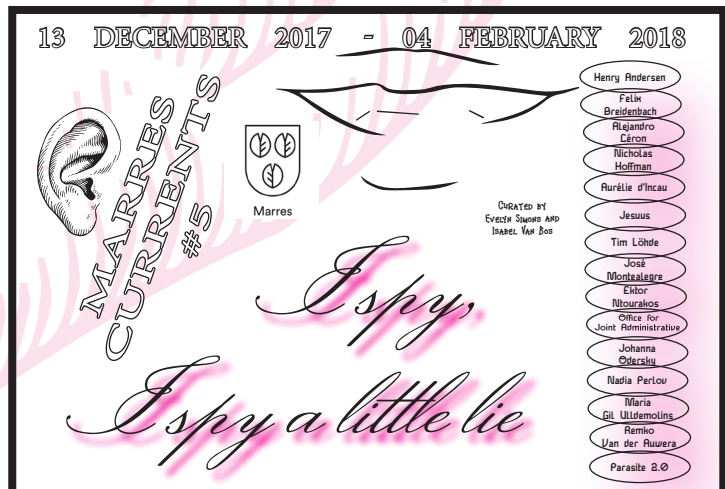 13 DECEMBER 2017 - 04 FEBRUARY 2018
MARRES
CURRENTS
#5
Marres
Curated by
Evelyn Simons and
Isabel Van Bos
I spy,
I spy a little lie
Henry Andersen
Felix
Breidenbach
Alejandro
Céron
Nicholas
Hoffman
Aurélie d'Incau
Jesuus
Tim Löhde
José
Montealegre
Ektor
Ntourakos
Office for
Joint Administrative
Johanna
Odersky
Nadia Perlov
Maria
Gil Ulldemolins
Remko
Van der Auwera
Parasite 2.0